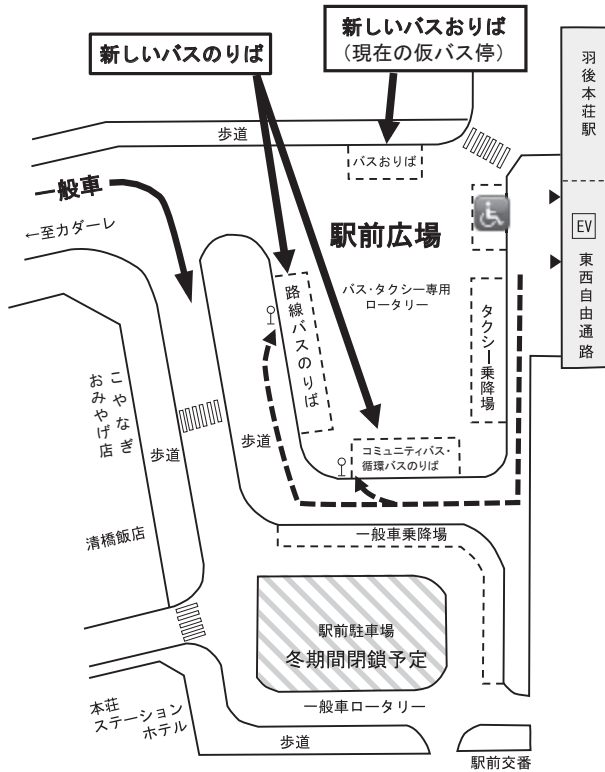 新しいバスおりば
（現在の仮バス停）
新しいバスのりば
羽後本荘駅
歩道
バスおりば
一般車
←至カダーレ
駅前広場
EV
東西自由通路
バス・タクシー専用
ロータリー
路線バスのりば
タクシー乗降場
こやなぎ
おみやげ店
歩道
歩道
コミュニティバス・
循環バスのりば
清橋飯店
一般車乗降場
駅前駐車場
冬期間閉鎖予定
本荘
ステーション
ホテル
一般車ロータリー
歩道
駅前交番